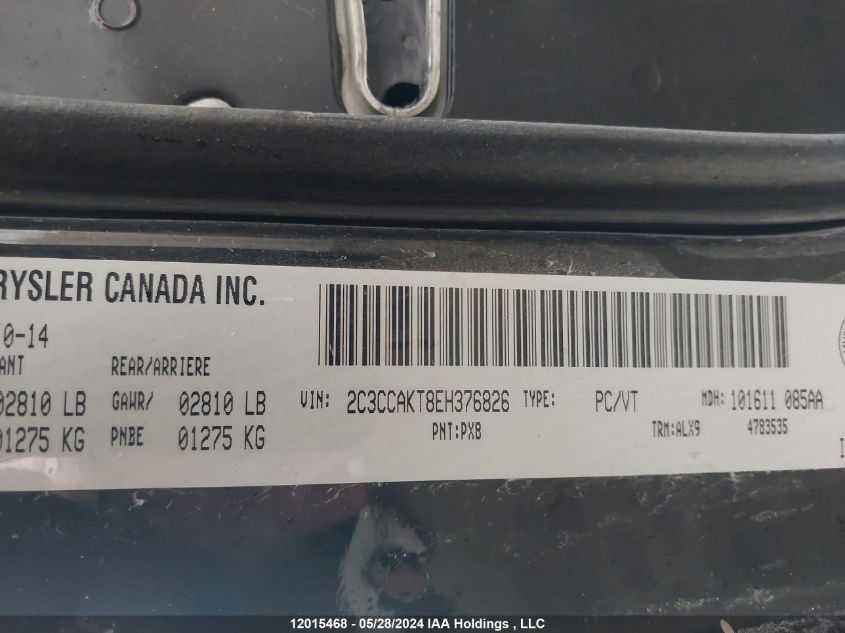 RYSLER CANADA INC.
0-14
ANT REAR/ARRIERE
02810 LB GAWR/ 02810 LB VIN: 2C3CCAKT8EH376826 TYPE: PC/VT MDH: 101611 085AA
01275 KG PNBE 01275 KG PNT:PX8 TRM:ALX9 4783535
12015468 - 05/28/2024 IAA Holdings , LLC